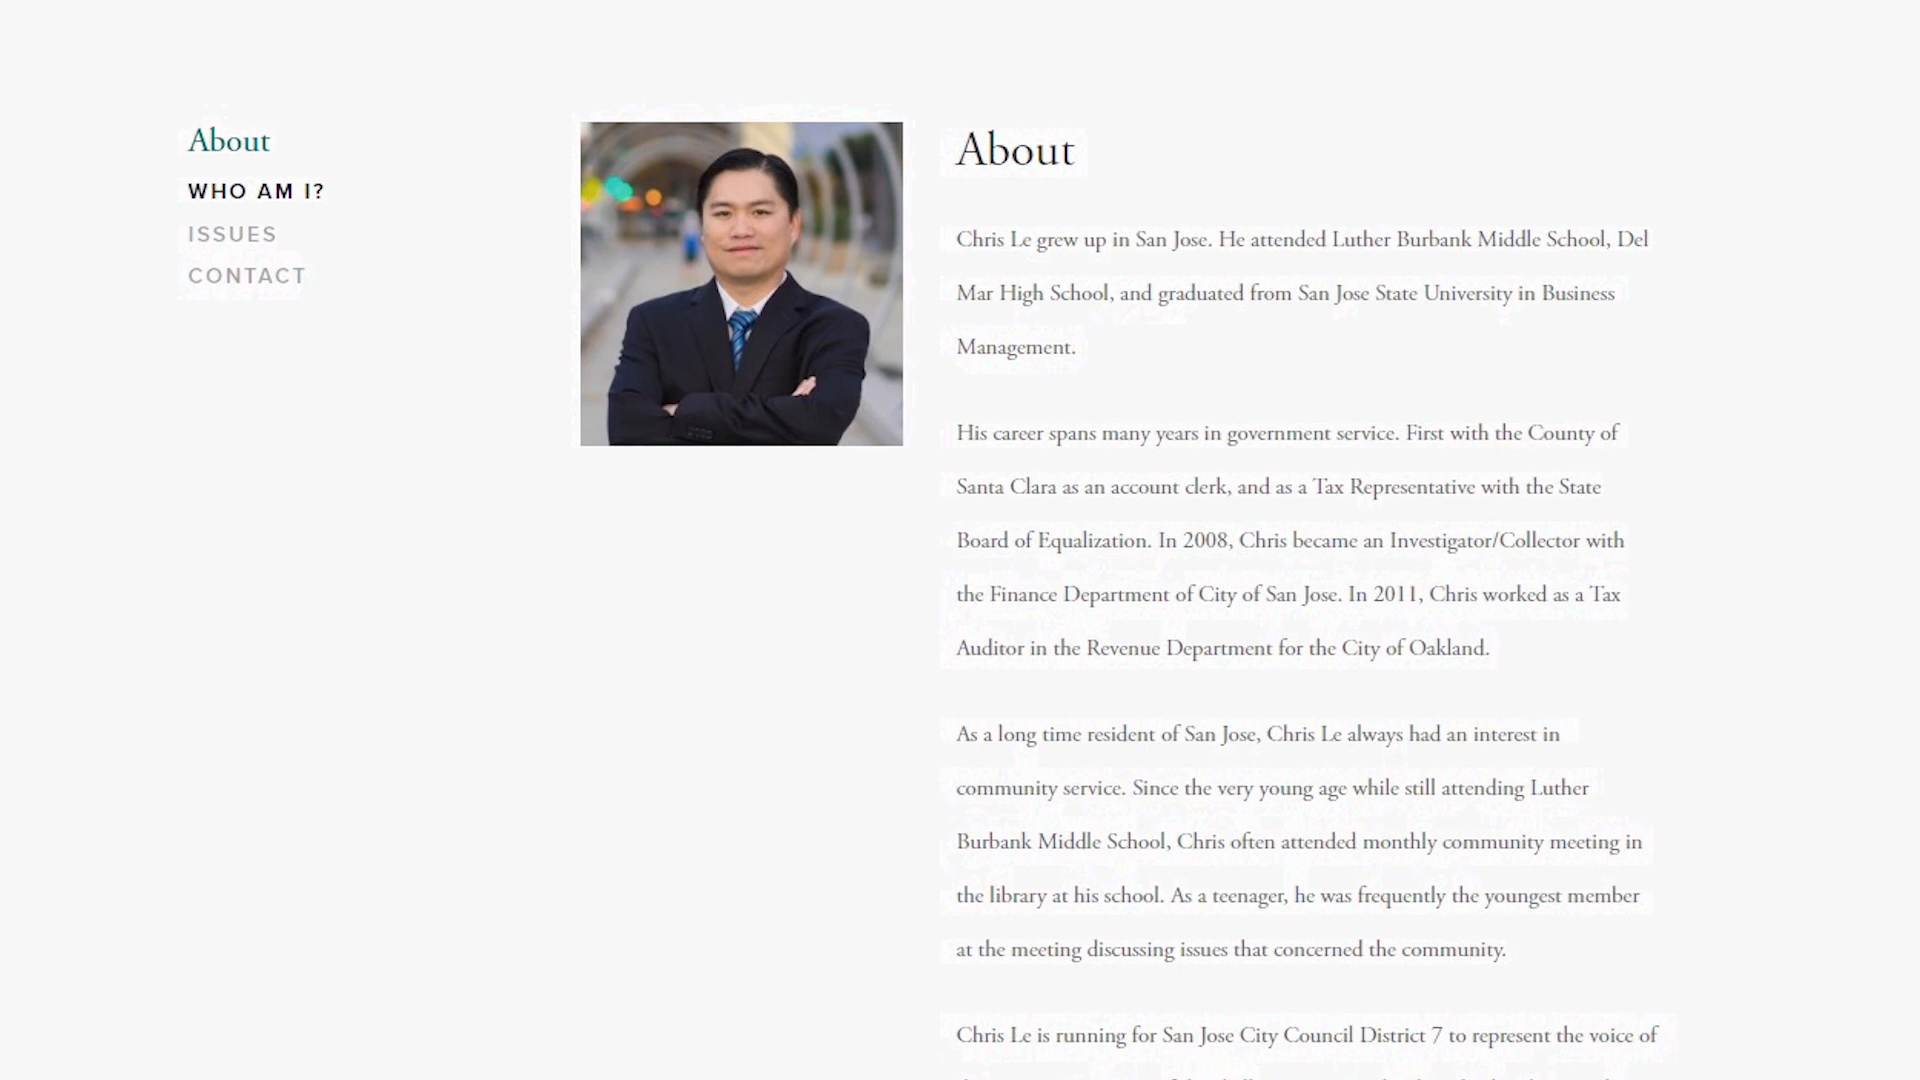 About
WHO AM I?
ISSUES
CONTACT
About
Chris Le grew up in San Jose. He attended Luther Burbank Middle School, Del
Mar High School, and graduated from San Jose State University in Business
Management.
His career spans many years in government service. First with the County of
Santa Clara as an account clerk, and as a Tax Representative with the State
Board of Equalization. In 2008, Chris became an Investigator/Collector with
the Finance Department of City of San Jose. In 2011, Chris worked as a Tax
Auditor in the Revenue Department for the City of Oakland.
As a long time resident of San Jose, Chris Le always had an interest in
community service. Since the very young age while still attending Luther
Burbank Middle School, Chris often attended monthly community meeting in
the library at his school. As a teenager, he was frequently the youngest member
at the meeting discussing issues that concerned the community.
Chris Le is running for San Jose City Council District 7 to represent the voice of